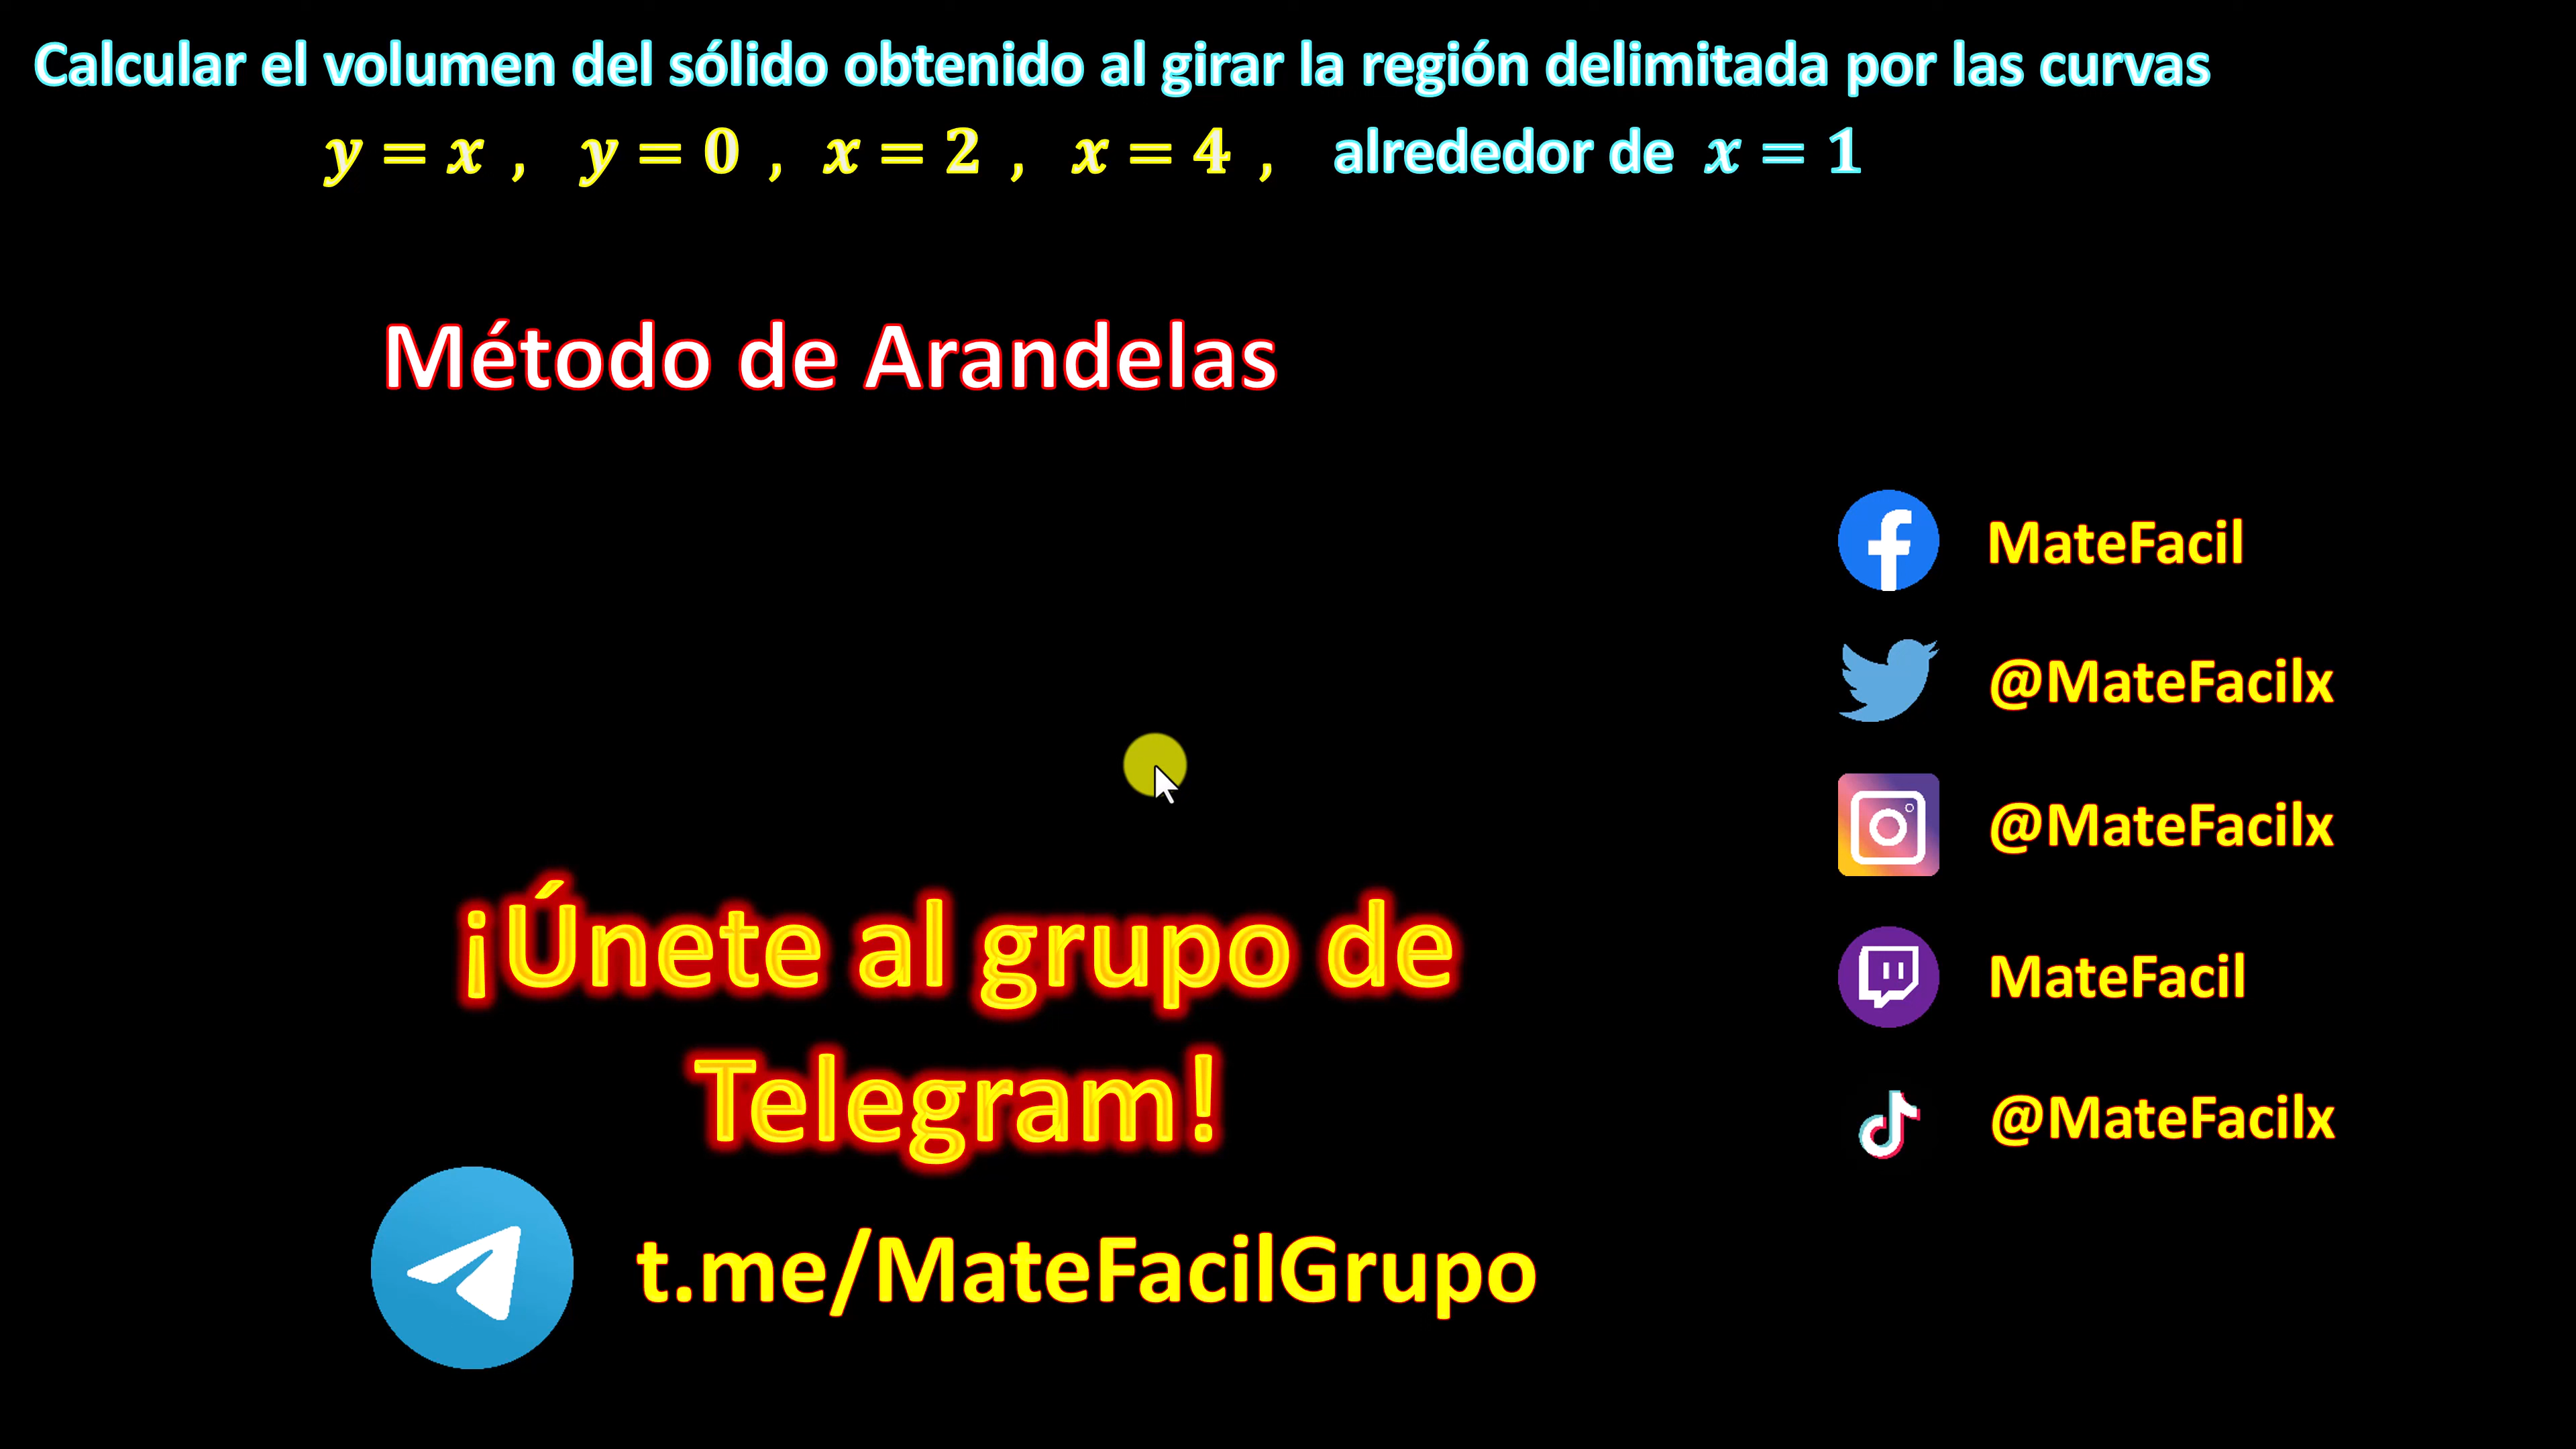 Calcular el volumen del sólido obtenido al girar la región delimitada por las curvas
y = x , y = 0 , x = 2 , x = 4 , alrededor de x = 1
Método de Arandelas
MateFacil
@MateFacilx
@MateFacilx
MateFacil
@MateFacilx
¡Únete al grupo de
Telegram!
t.me/MateFacilGrupo